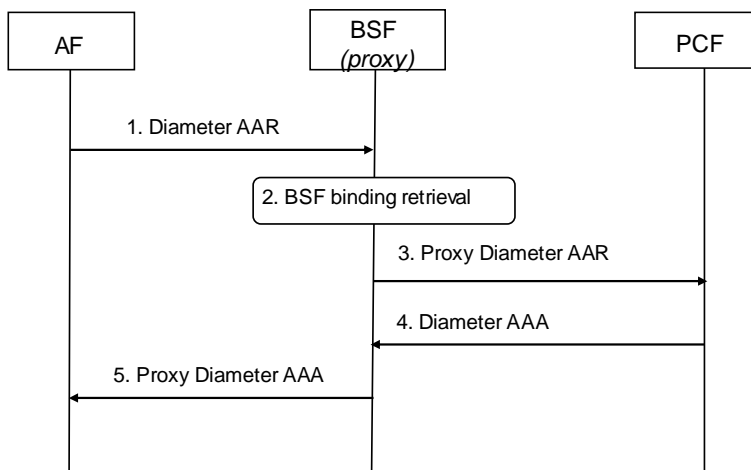 AF
BSF
(proxy)
PCF
1. Diameter AAR
2. BSF binding retrieval
3. Proxy Diameter AAR
4. Diameter AAA
5. Proxy Diameter AAA